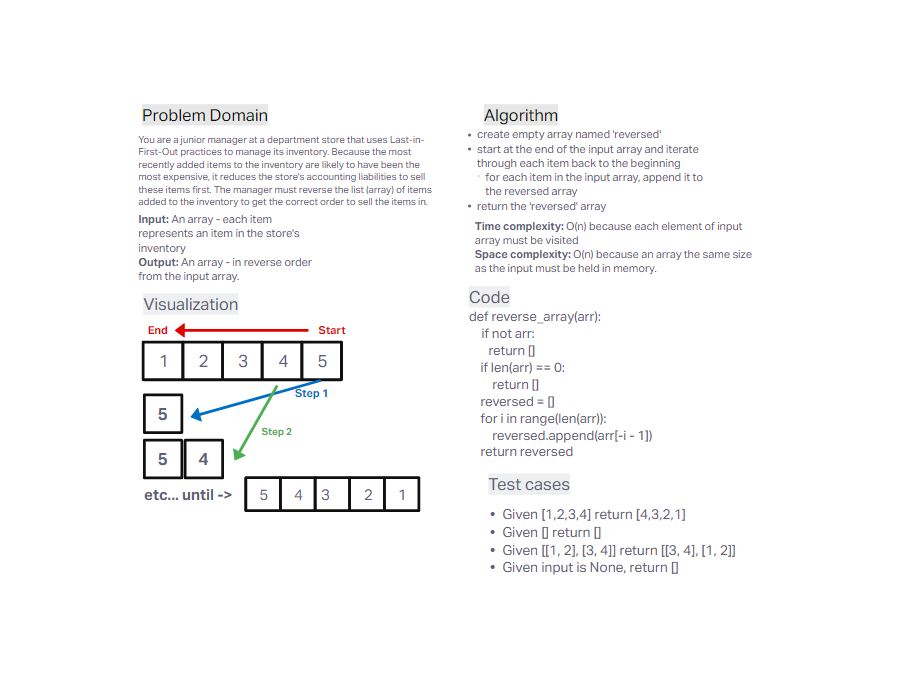 Problem Domain
You are a junior manager at a department store that uses Last-in-
First-Out practices to manage its inventory. Because the most
recently added items to the inventory are likely to have been the
most expensive, it reduces the store's accounting liabilities to sell
these items first. The manager must reverse the list (array) of items
added to the inventory to get the correct order to sell the items in.
Input: An array - each item
represents an item in the store's
inventory
Output: An array - in reverse order
from the input array.
Visualization
End Start
1 2 3 4 5
Step 1
5
Step 2
5 4
etc... until -> 5 4 3 2 1
Algorithm
• create empty array named 'reversed'
• start at the end of the input array and iterate
through each item back to the beginning
◦ for each item in the input array, append it to
the reversed array
• return the 'reversed' array
Time complexity: O(n) because each element of input
array must be visited
Space complexity: O(n) because an array the same size
as the input must be held in memory.
Code
def reverse_array(arr):
if not arr:
return []
if len(arr) == 0:
return []
reversed = []
for i in range(len(arr)):
reversed.append(arr[-i - 1])
return reversed
Test cases
• Given [1,2,3,4] return [4,3,2,1]
• Given [] return []
• Given [[1, 2], [3, 4]] return [[3, 4], [1, 2]]
• Given input is None, return []